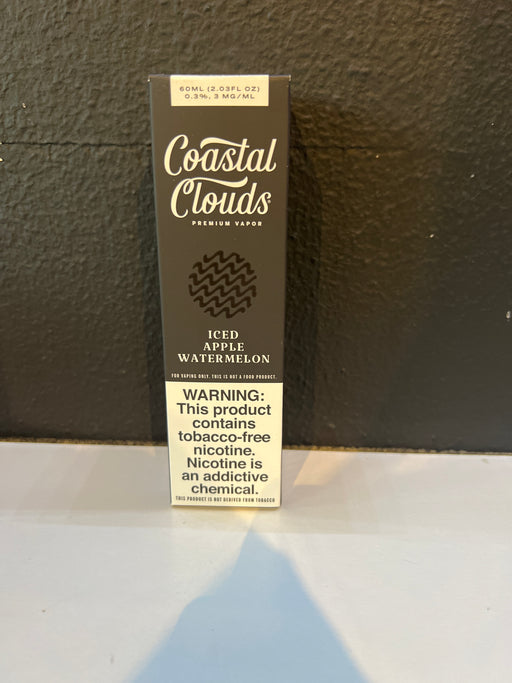 60ML (2.03FL OZ)
0.3%, 3 MG/ML
Coastal
Clouds
PREMIUM VAPOR
ICED
APPLE
WATERMELON
FOR VAPING ONLY. THIS IS NOT A FOOD PRODUCT.
WARNING:
This product
contains
tobacco-free
nicotine.
Nicotine is
an addictive
chemical.
THIS PRODUCT IS NOT DERIVED FROM TOBACCO